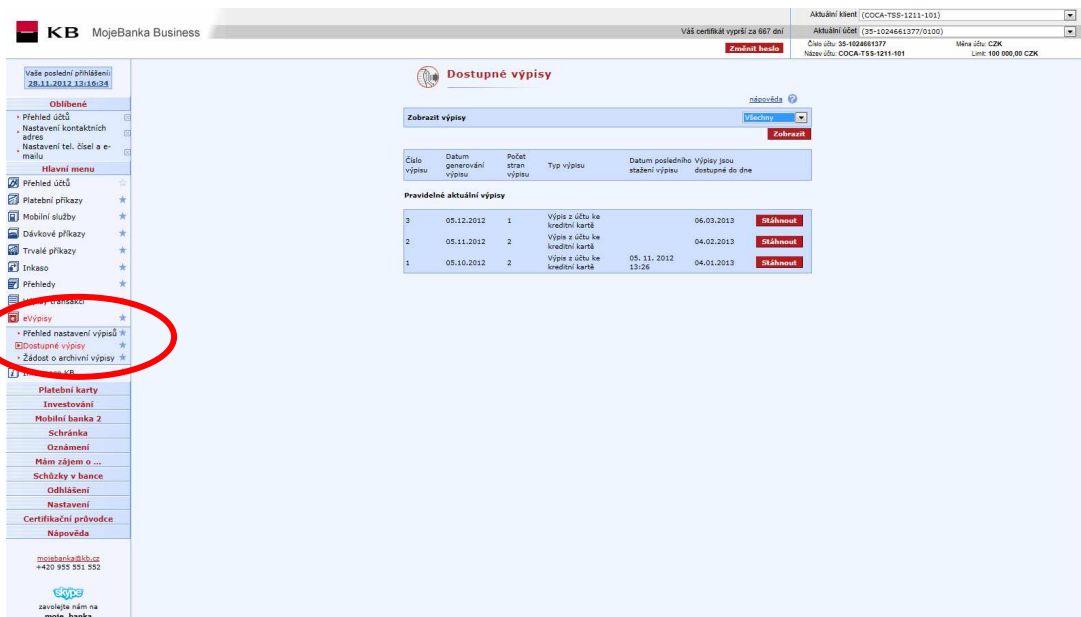 KB MojeBanka Business
Aktuální klient (COCA-TSS-1211-101)
Váš certifikát vyprší za 667 dní
Aktuální účet (35-1024661377/0100)
Změnit heslo
Číslo účtu: 35-1024661377 Měna účtu: CZK
Název účtu: COCA-TSS-1211-101 Limit: 100 000,00 CZK
Vaše poslední přihlášení:
28.11.2012 13:16:34
Oblíbené
Přehled účtů
Nastavení kontaktních
adres
Nastavení tel. čísel a e-
mailu
Hlavní menu
Přehled účtů
Platební příkazy
Mobilní služby
Dávkové příkazy
Trvalé příkazy
Inkaso
Přehledy
transakcí
eVýpisy
Přehled nastavení výpisů
Dostupné výpisy
Žádost o archivní výpisy
KB
Platební karty
Investování
Mobilní banka 2
Schránka
Oznámení
Mám zájem o ...
Schůzky v bance
Odhlášení
Nastavení
Certifikační průvodce
Nápověda
mojebanka@kb.cz
+420 955 551 552
skype
zavolejte nám na
moje_banka
Dostupné výpisy
nápověda ?
Zobrazit výpisy Všechny
Zobrazit
Číslo výpisu Datum generování výpisu Počet stran výpisu Typ výpisu Datum posledního stažení výpisu Výpisy jsou dostupné do dne
Pravidelné aktuální výpisy
3 05.12.2012 1 Výpis z účtu ke kreditní kartě 06.03.2013 Stáhnout
2 05.11.2012 2 Výpis z účtu ke kreditní kartě 04.02.2013 Stáhnout
1 05.10.2012 2 Výpis z účtu ke kreditní kartě 05. 11. 2012 13:26 04.01.2013 Stáhnout